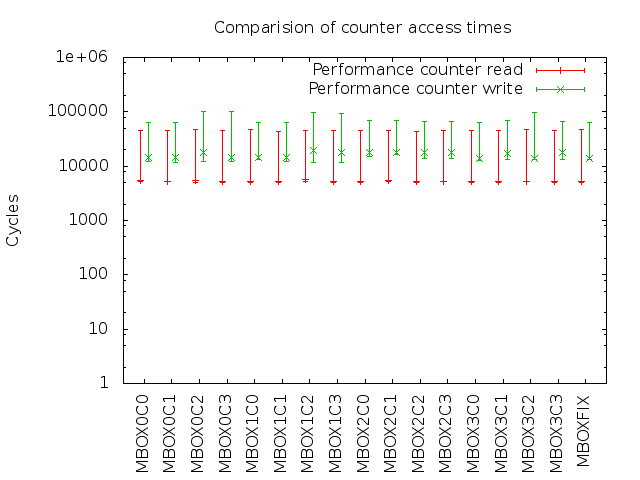 Comparision of counter access times
Performance counter read
Performance counter write
Cycles
1e+06
100000
10000
1000
100
10
1
MBOX0C0
MBOX0C1
MBOX0C2
MBOX0C3
MBOX1C0
MBOX1C1
MBOX1C2
MBOX1C3
MBOX2C0
MBOX2C1
MBOX2C2
MBOX2C3
MBOX3C0
MBOX3C1
MBOX3C2
MBOX3C3
MBOXFIX